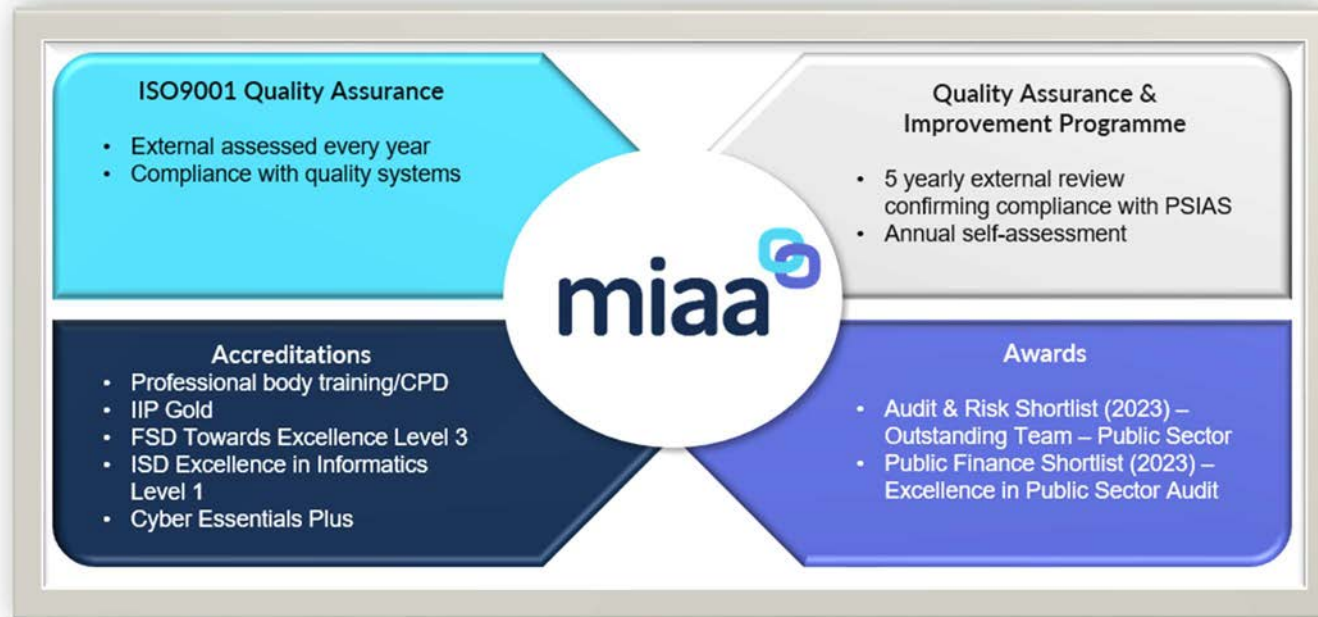 ISO9001 Quality Assurance
• External assessed every year
• Compliance with quality systems
Quality Assurance &
Improvement Programme
• 5 yearly external review
confirming compliance with PSIAS
• Annual self-assessment
miaa
Accreditations
• Professional body training/CPD
• IIP Gold
• FSD Towards Excellence Level 3
• ISD Excellence in Informatics
Level 1
• Cyber Essentials Plus
Awards
• Audit & Risk Shortlist (2023) –
Outstanding Team – Public Sector
• Public Finance Shortlist (2023) –
Excellence in Public Sector Audit